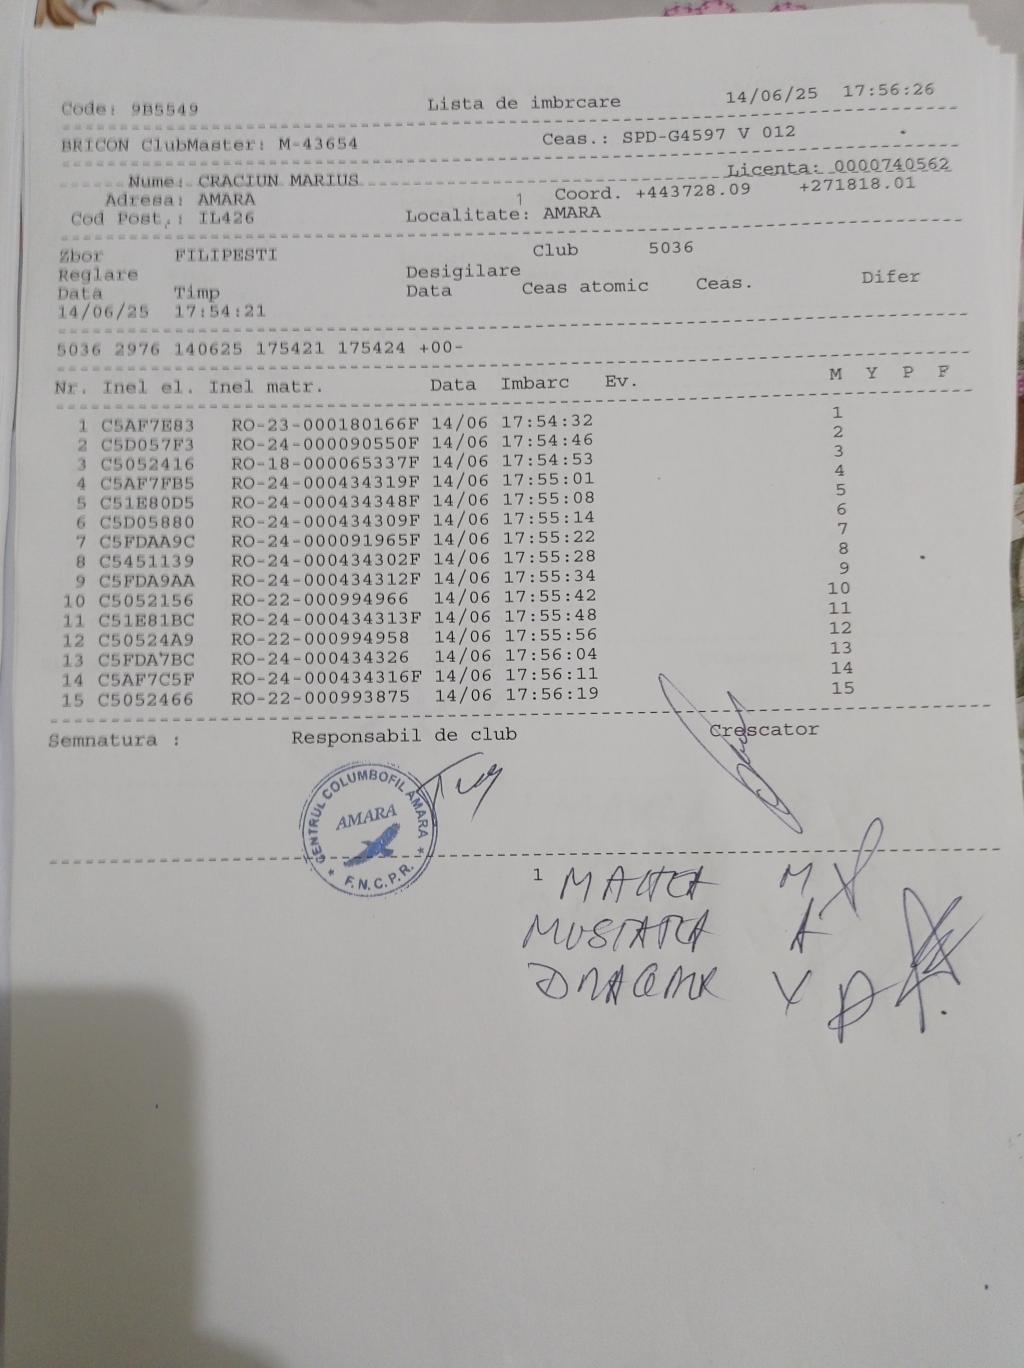 Code: 9B5549 Lista de imbrcare 14/06/25 17:56:26
BRICON ClubMaster: M-43654 Ceas.: SPD-G4597 V 012
Licenta: 0000740562
Nume: CRACIUN MARIUS
Adresa: AMARA 1 Coord. +443728.09 +271818.01
Cod Post.: IL426 Localitate: AMARA
Zbor FILIPESTI Club 5036
Reglare Desigilare
Data Timp Data Ceas atomic Ceas. Difer
14/06/25 17:54:21
5036 2976 140625 175421 175424 +00-
Nr. Inel el. Inel matr. Data Imbarc Ev. M Y P F
1 C5AF7E83 RO-23-000180166F 14/06 17:54:32 1
2 C5D057F3 RO-24-000090550F 14/06 17:54:46 2
3 C5052416 RO-18-000065337F 14/06 17:54:53 3
4 C5AF7FB5 RO-24-000434319F 14/06 17:55:01 4
5 C51E80D5 RO-24-000434348F 14/06 17:55:08 5
6 C5D05880 RO-24-000434309F 14/06 17:55:14 6
7 C5FDAA9C RO-24-000091965F 14/06 17:55:22 7
8 C5451139 RO-24-000434302F 14/06 17:55:28 8
9 C5FDA9AA RO-24-000434312F 14/06 17:55:34 9
10 C5052156 RO-22-000994966 14/06 17:55:42 10
11 C51E81BC RO-24-000434313F 14/06 17:55:48 11
12 C50524A9 RO-22-000994958 14/06 17:55:56 12
13 C5FDA7BC RO-24-000434326 14/06 17:56:04 13
14 C5AF7C5F RO-24-000434316F 14/06 17:56:11 14
15 C5052466 RO-22-000993875 14/06 17:56:19 15
Semnatura : Responsabil de club Crescator
CENTRUL COLUMBOFIL AMARA
AMARA
F.N.C.P.R.
1
MUSTATEA A